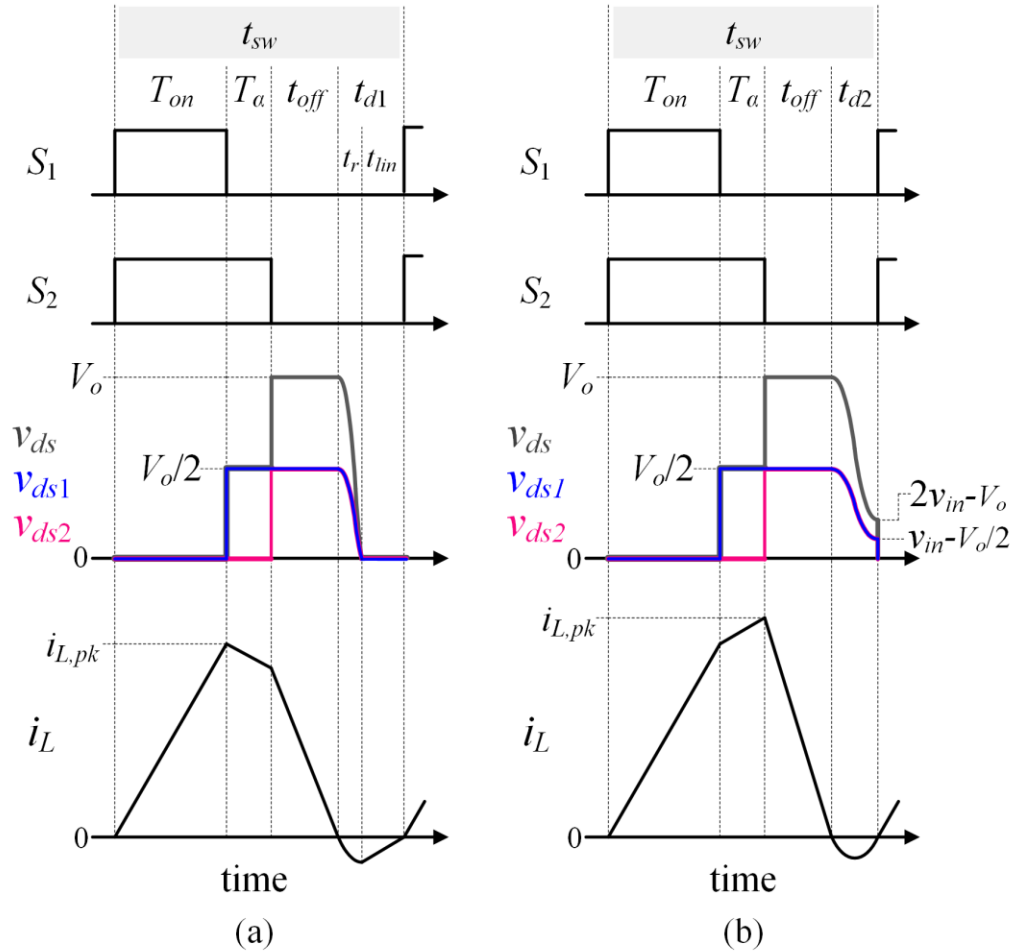 t_sw
T_on T_α t_off t_d1
t_r t_lin
S_1
S_2
V_o
v_ds
v_ds1
v_ds2
V_o/2
0
i_L,pk
i_L
0
time
(a)
t_sw
T_on T_α t_off t_d2
S_1
S_2
V_o
v_ds
v_ds1
v_ds2
V_o/2
2v_in-V_o
v_in-V_o/2
0
i_L,pk
i_L
0
time
(b)